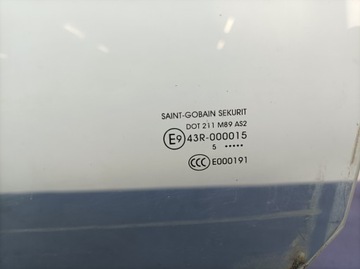 SAINT-GOBAIN SEKURIT
DOT 211 M89 AS2
E9 43R-000015
5 •••••
CCC E000191